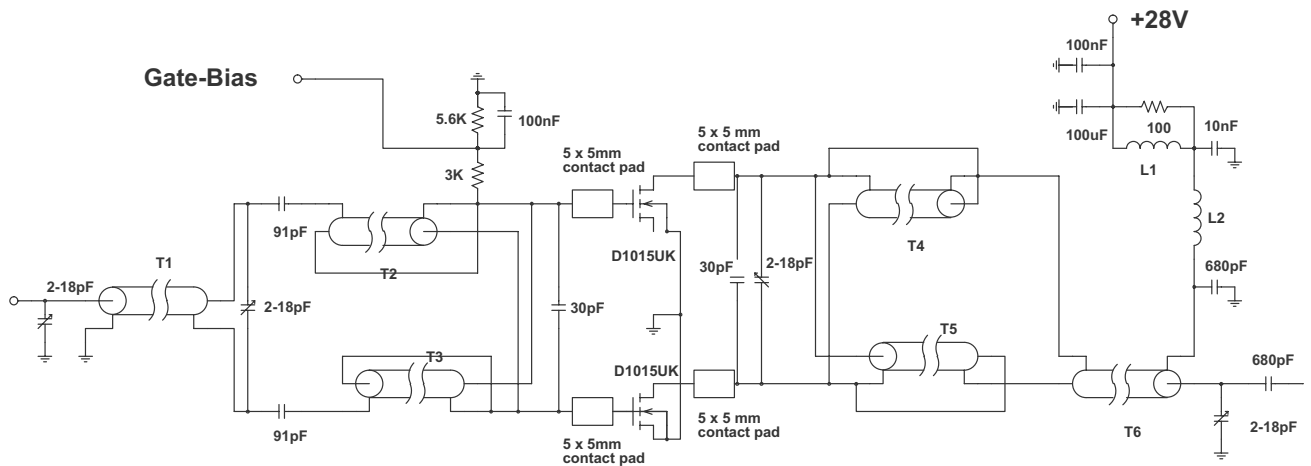 +28V
100nF
Gate-Bias
5.6K
100nF
100uF
100
10nF
5 x 5mm
contact pad
5 x 5 mm
contact pad
L1
3K
91pF
D1015UK
L2
T4
T1
T2
2-18pF
2-18pF
30pF
30pF
2-18pF
680pF
T3
T5
D1015UK
680pF
91pF
5 x 5mm
contact pad
5 x 5 mm
contact pad
T6
2-18pF